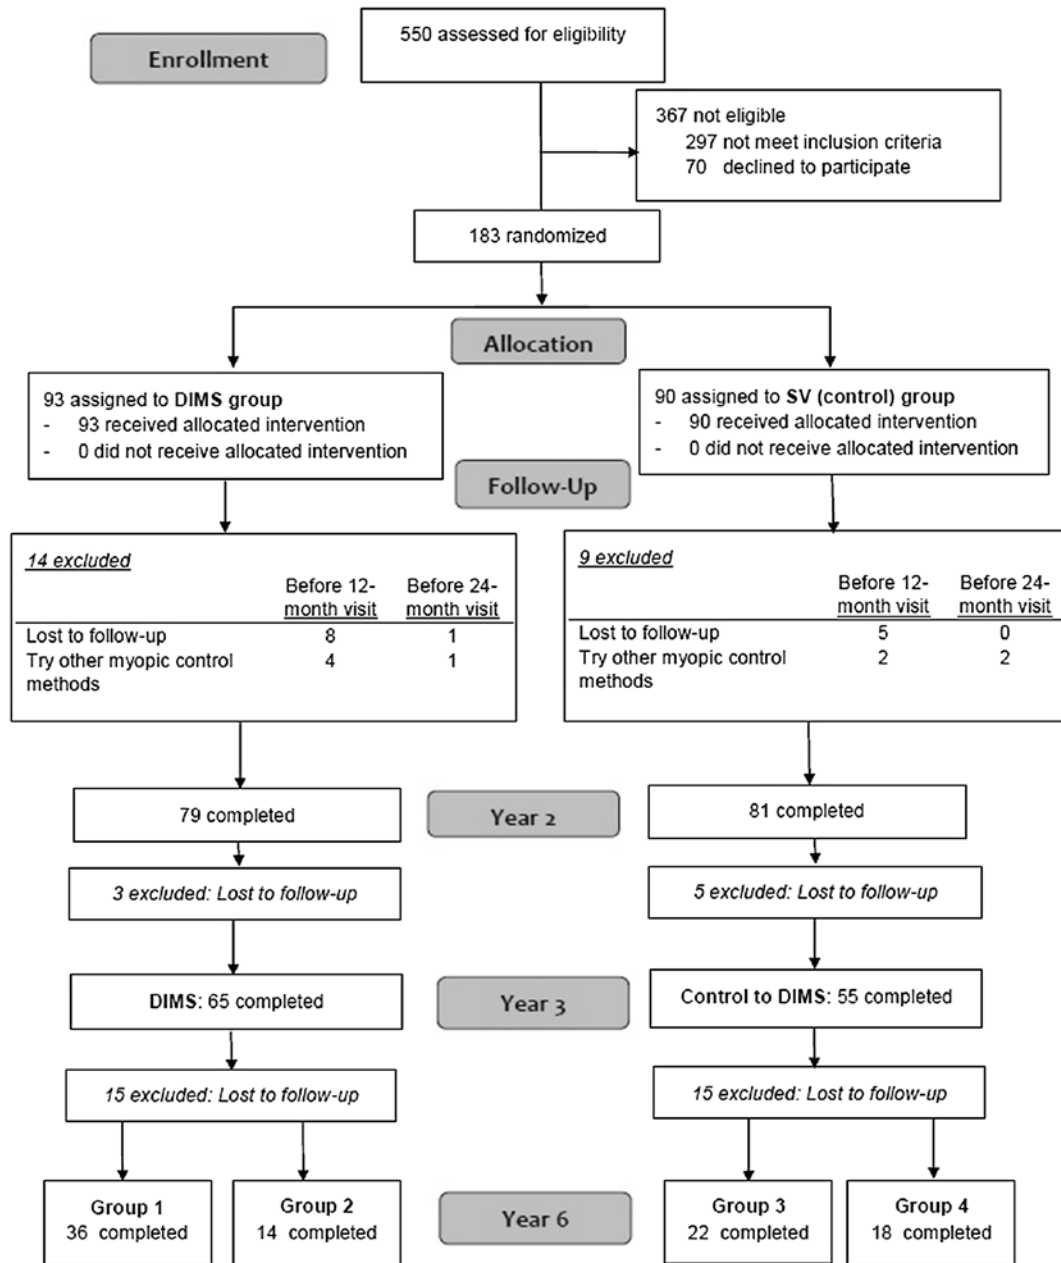 550 assessed for eligibility
Enrollment
367 not eligible
297 not meet inclusion criteria
70 declined to participate
183 randomized
Allocation
93 assigned to DIMS group
- 93 received allocated intervention
- 0 did not receive allocated intervention
90 assigned to SV (control) group
- 90 received allocated intervention
- 0 did not receive allocated intervention
Follow-Up
14 excluded
Before 12- Before 24-
month visit month visit
Lost to follow-up 8 1
Try other myopic control 4 1
methods
9 excluded
Before 12- Before 24-
month visit month visit
Lost to follow-up 5 0
Try other myopic control 2 2
methods
79 completed
Year 2
81 completed
3 excluded: Lost to follow-up
5 excluded: Lost to follow-up
DIMS: 65 completed
Year 3
Control to DIMS: 55 completed
15 excluded: Lost to follow-up
15 excluded: Lost to follow-up
Group 1
36 completed
Group 2
14 completed
Year 6
Group 3
22 completed
Group 4
18 completed